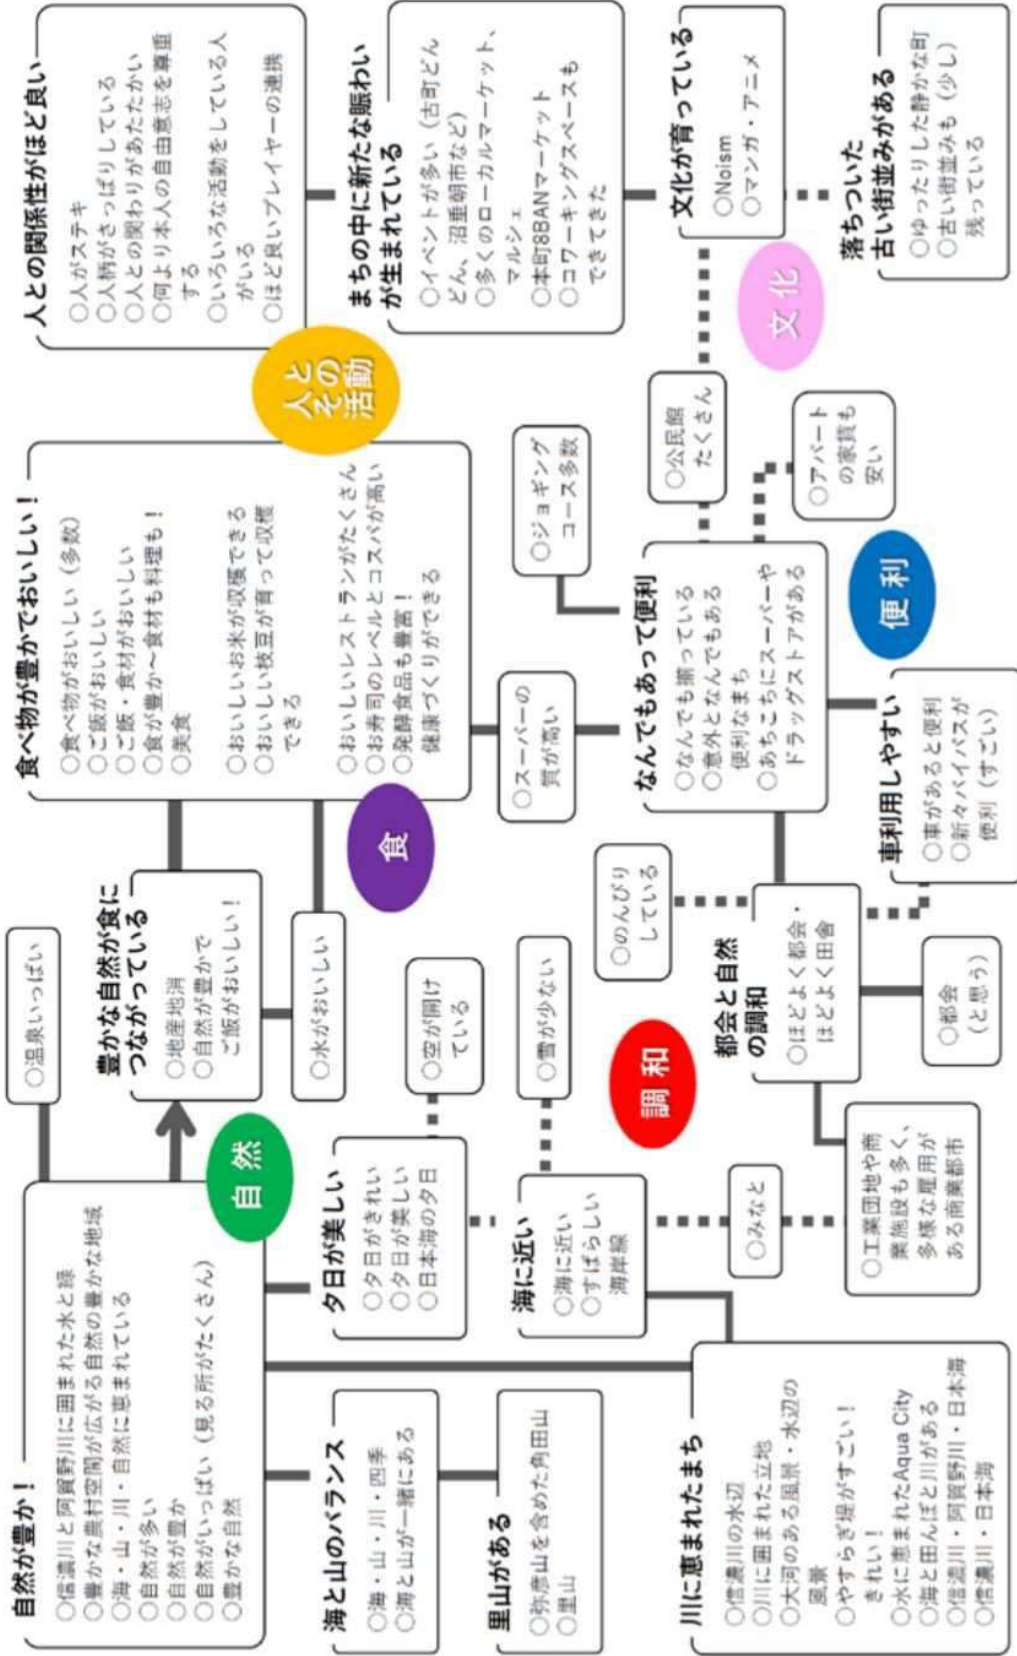 自然が豊か！
○信濃川と阿賀野川に囲まれた水と緑
○豊かな農村空間が広がる自然の豊かな地域
○海・山・川・自然に恵まれている
○自然が多い
○自然が豊か
○自然がいっぱい（見る所がたくさん）
○豊かな自然
自然
○温泉いっぱい
豊かな自然が食に
つながっている
○地産地消
○自然が豊かで
ご飯がおいしい！
○水がおいしい
食べ物が豊かでおいしい！
○食べ物がおいしい（多数）
○ご飯がおいしい
○ご飯・食材がおいしい
○食が豊か～食材も料理も！
○美食
○おいしいお米が収穫できる
○おいしい枝豆が育って収穫
できる
○おいしいレストランがたくさん
○お寿司のレベルとコスパが高い
○発酵食品も豊富！
健康づくりができる
食
人との関係性がほど良い
○人がステキ
○人柄がさっぱりしている
○人との関わりがあたたかい
○何より本人の自由意志を尊重
する
○いろいろな活動をしている人
がいる
○ほど良いプレイヤーの連携
人と
その
活動
まちの中に新たな賑わい
が生まれている
○イベントが多い（古町どん
どん、沼垂朝市など）
○多くのローカルマーケット、
マルシェ
○本町8BANマーケット
○コワーキングスペースも
できてきた
海と山のバランス
○海・山・川・四季
○海と山が一緒にある
里山がある
○弥彦山を含めた角田山
○里山
夕日が美しい
○夕日がきれい
○夕日が美しい
○日本海の夕日
○空が開け
ている
海に近い
○海に近い
○すばらしい
海岸線
○雪が少ない
調和
○みなと
○スーパーの
質が高い
○ジョギング
コース多数
○のんびり
している
なんでもあって便利
○なんでも揃っている
○意外となんでもある
便利なまち
○あちこちにスーパーや
ドラッグストアがある
○公民館
たくさん
文化
文化が育っている
○Noism
○マンガ・アニメ
川に恵まれたまち
○信濃川の水辺
○川に囲まれた立地
○大河のある風景・水辺の
風景
○やすらぎ堤がすごい！
きれい！
○水に恵まれたAqua City
○海と田んぼと川がある
○信濃川・阿賀野川・日本海
○信濃川・日本海
都会と自然
の調和
○ほどよく都会・
ほどよく田舎
○工業団地や商
業施設も多く、
多様な雇用が
ある商業都市
○都会
（と思う）
車利用しやすい
○車があると便利
○新々バイパスが
便利（すごい）
便利
○アパート
の家賃も
安い
落ちついた
古い街並みがある
○ゆったりした静かな町
○古い街並みも（少し）
残っている